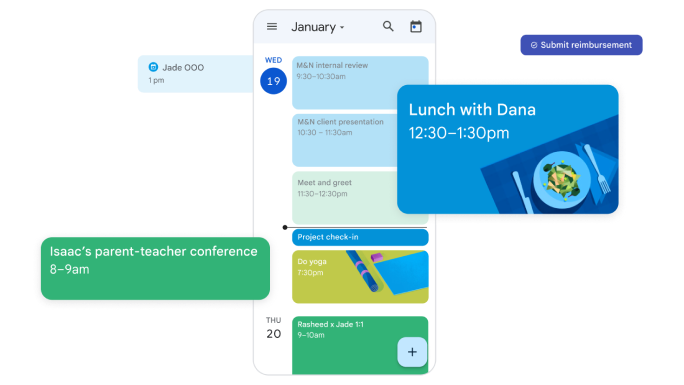 January
Submit reimbursement
WED
19
M&N internal review
9:30–10:30am
Jade OOO
1 pm
Lunch with Dana
12:30–1:30pm
M&N client presentation
10:30 – 11:30am
Meet and greet
11:30–12:30pm
Project check-in
Isaac's parent-teacher conference
8–9am
Do yoga
7:30pm
THU
20
Rasheed x Jade 1:1
9–10am